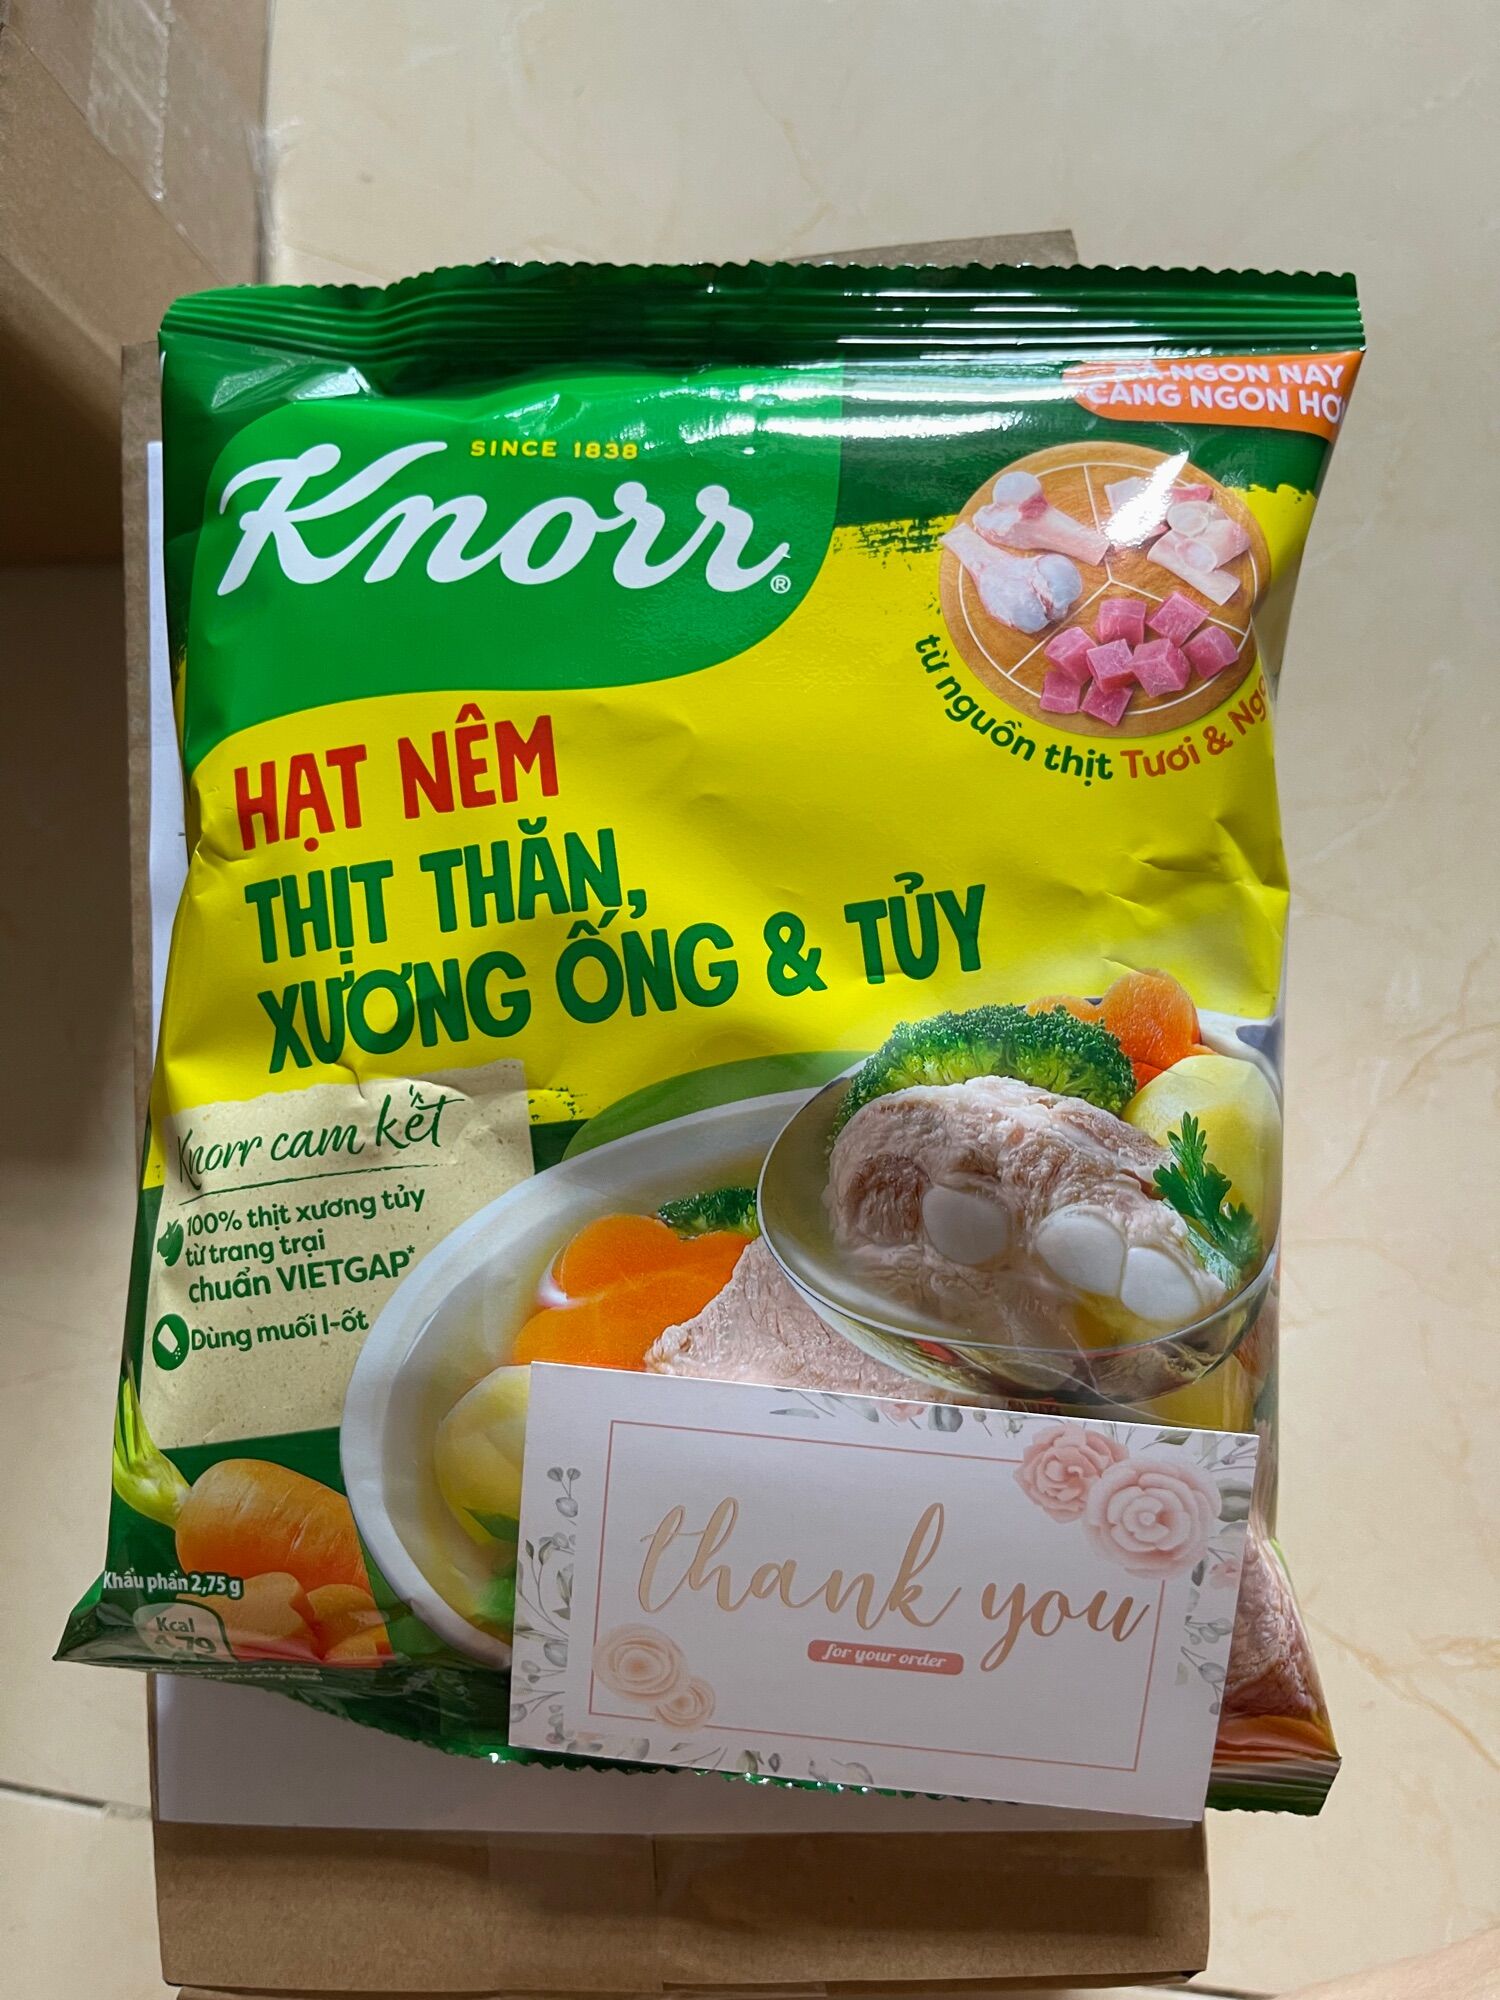 SINCE 1838
Knorr®
NGON NAY
CÀNG NGON HƠ
từ nguồn thịt Tươi &
HẠT NÊM
THỊT THĂN,
XƯƠNG ỐNG & TỦY
Knorr cam kết
100% thịt xương tủy
từ trang trại
chuẩn VIETGAP*
Dùng muối I-ốt
Khẩu phần 2,75 g
Kcal
thank you
for your order